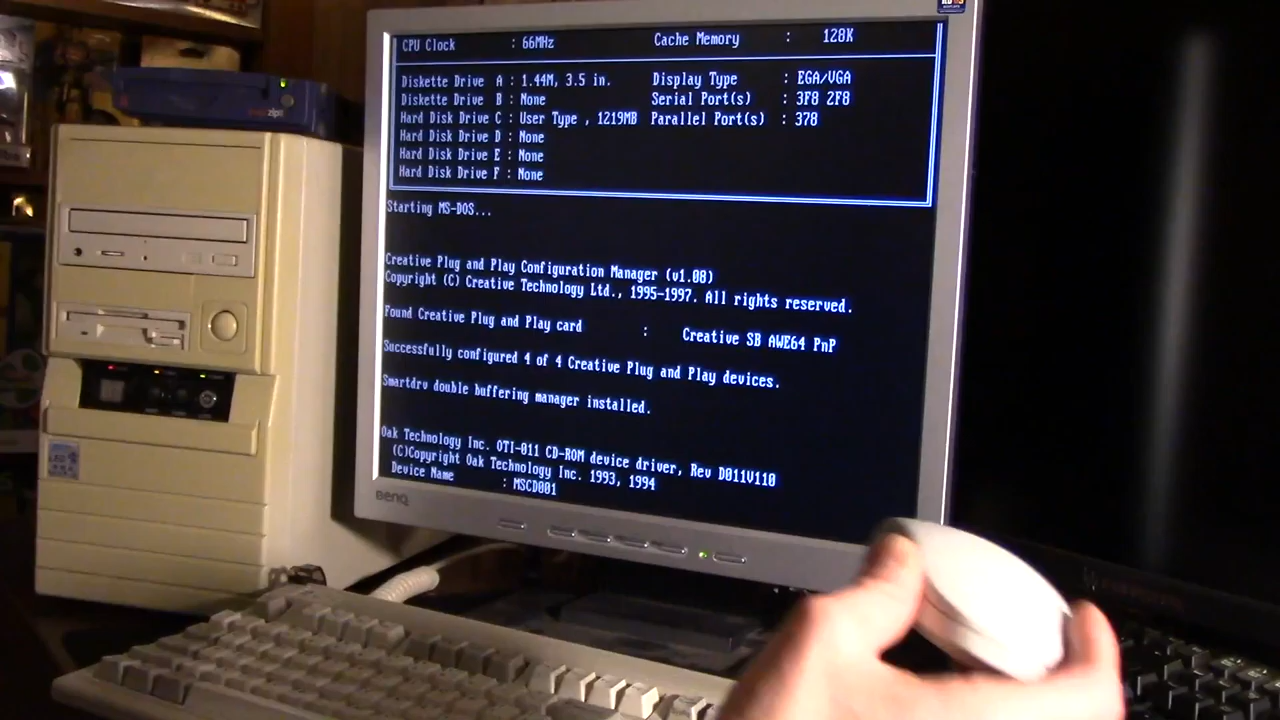 CPU Clock : 66MHz Cache Memory : 128K
Diskette Drive A : 1.44M, 3.5 in. Display Type : EGA/VGA
Diskette Drive B : None Serial Port(s) : 3F8 2F8
Hard Disk Drive C : User Type , 1219MB Parallel Port(s) : 378
Hard Disk Drive D : None
Hard Disk Drive E : None
Hard Disk Drive F : None
Starting MS-DOS...
Creative Plug and Play Configuration Manager (v1.08)
Copyright (C) Creative Technology Ltd., 1995-1997. All rights reserved.
Found Creative Plug and Play card : Creative SB AWE64 PnP
Successfully configured 4 of 4 Creative Plug and Play devices.
Smartdrv double buffering manager installed.
Oak Technology Inc. OTI-011 CD-ROM device driver, Rev D011V110
(C)Copyright Oak Technology Inc. 1993, 1994
Device Name : MSCD001
BenQ
zip